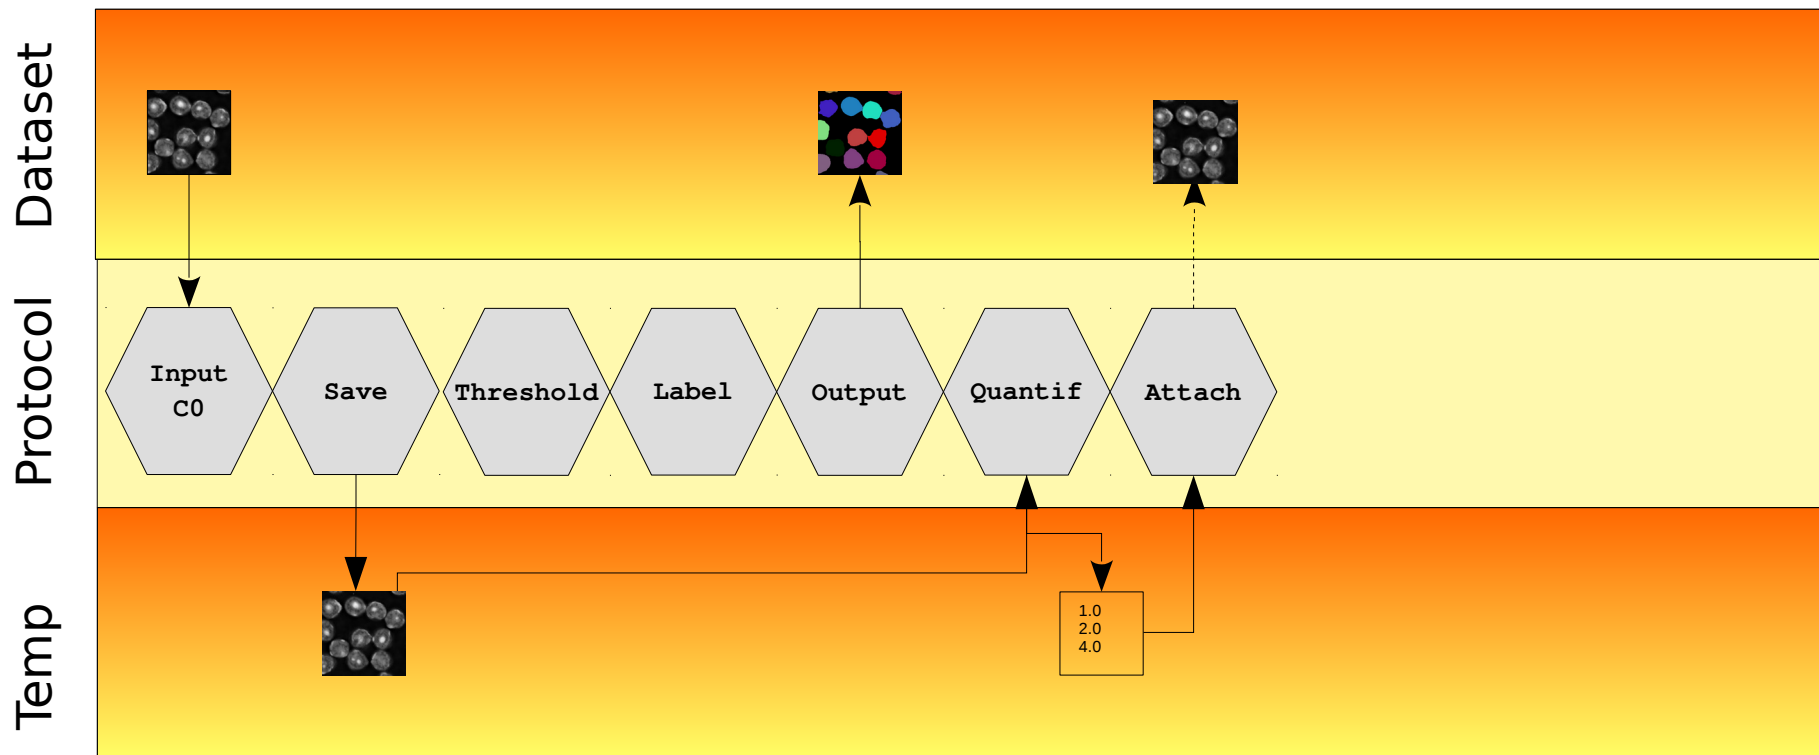 Dataset
Protocol
Input
C0
Save
Threshold
Label
Output
Quantif
Attach
Temp
1.0
2.0
4.0